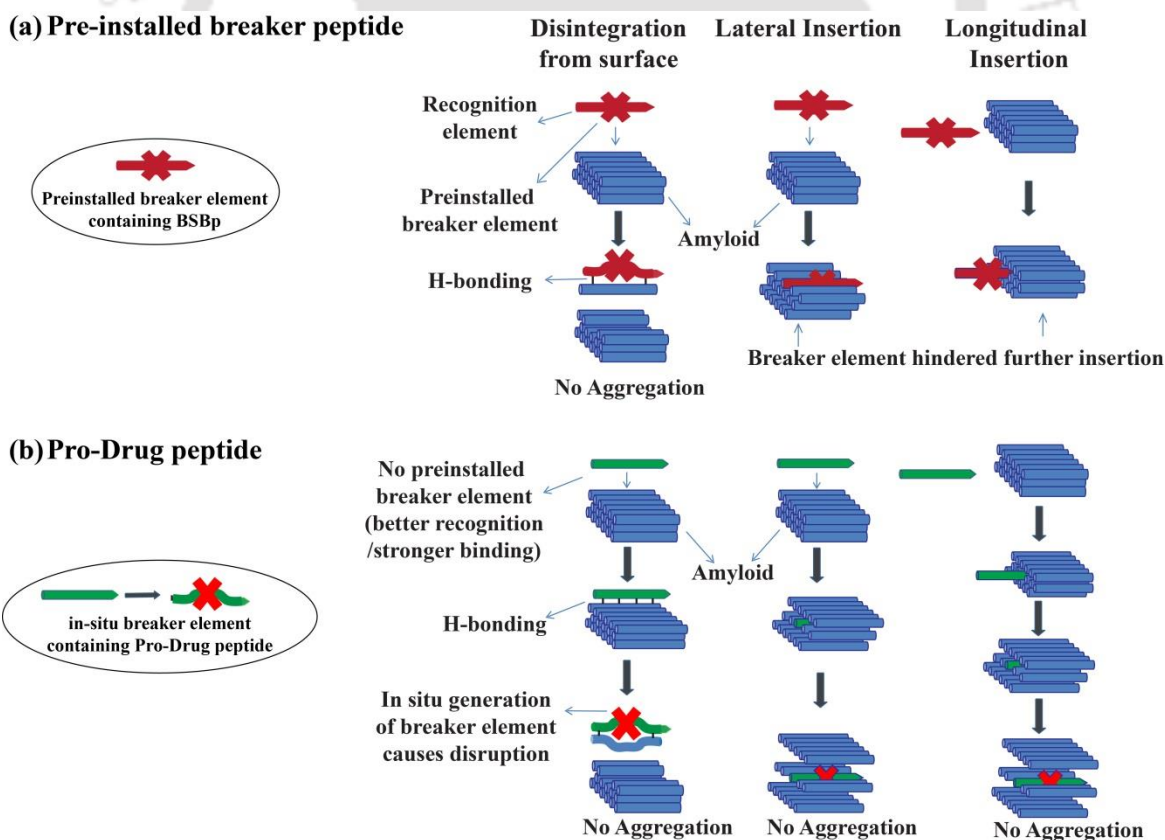 (a) Pre-installed breaker peptide
Disintegration
from surface
Lateral Insertion
Longitudinal
Insertion
Recognition
element
Preinstalled breaker element
containing BSBp
Preinstalled
breaker element
Amyloid
H-bonding
Breaker element hindered further insertion
No Aggregation
(b) Pro-Drug peptide
No preinstalled
breaker element
(better recognition
/stronger binding)
Amyloid
in-situ breaker element
containing Pro-Drug peptide
H-bonding
In situ generation
of breaker element
causes disruption
No Aggregation
No Aggregation
No Aggregation